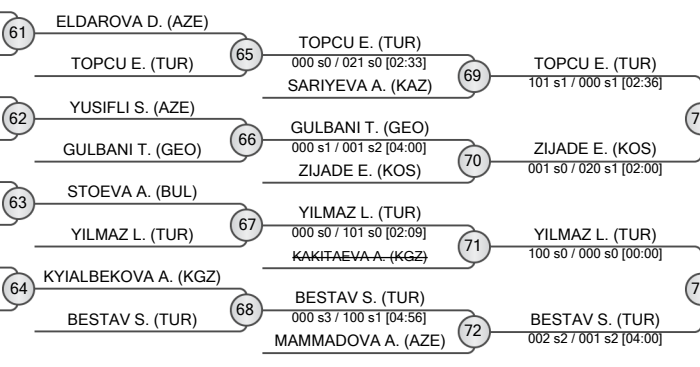 61
ELDAROVA D. (AZE)
TOPCU E. (TUR)
62
YUSIFLI S. (AZE)
GULBANI T. (GEO)
63
STOEVA A. (BUL)
YILMAZ L. (TUR)
64
KYIALBEKOVA A. (KGZ)
BESTAV S. (TUR)
65
TOPCU E. (TUR)
000 s0 / 021 s0 [02:33]
SARIYEVA A. (KAZ)
66
GULBANI T. (GEO)
000 s1 / 001 s2 [04:00]
ZIJADE E. (KOS)
67
YILMAZ L. (TUR)
000 s0 / 101 s0 [02:09]
KAKITAEVA A. (KGZ)
68
BESTAV S. (TUR)
000 s3 / 100 s1 [04:56]
MAMMADOVA A. (AZE)
69
TOPCU E. (TUR)
101 s1 / 000 s1 [02:36]
70
ZIJADE E. (KOS)
001 s0 / 020 s1 [02:00]
71
YILMAZ L. (TUR)
100 s0 / 000 s0 [00:00]
72
BESTAV S. (TUR)
002 s2 / 001 s2 [04:00]